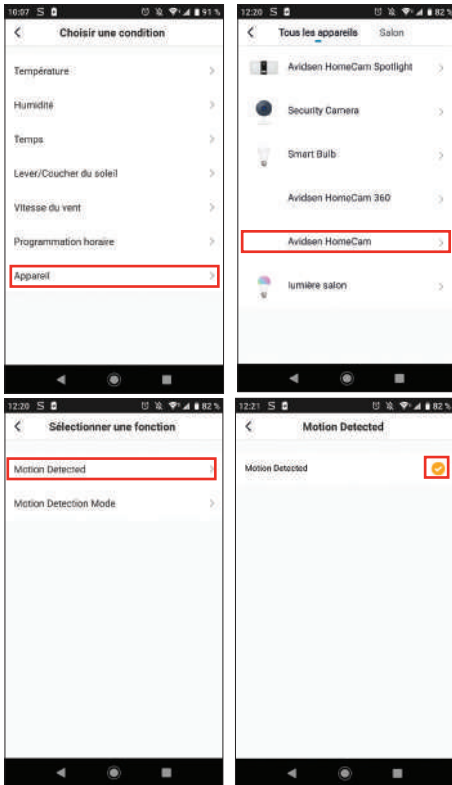 10:07 S 91 %
Choisir une condition
Température
Humidité
Temps
Lever/Coucher du soleil
Vitesse du vent
Programmation horaire
Appareil
12:20 S 82 %
Tous les appareils Salon
Avidsen HomeCam Spotlight
Security Camera
Smart Bulb
Avidsen HomeCam 360
Avidsen HomeCam
lumière salon
12:20 S 82 %
Sélectionner une fonction
Motion Detected
Motion Detection Mode
12:21 S 82 %
Motion Detected
Motion Detected